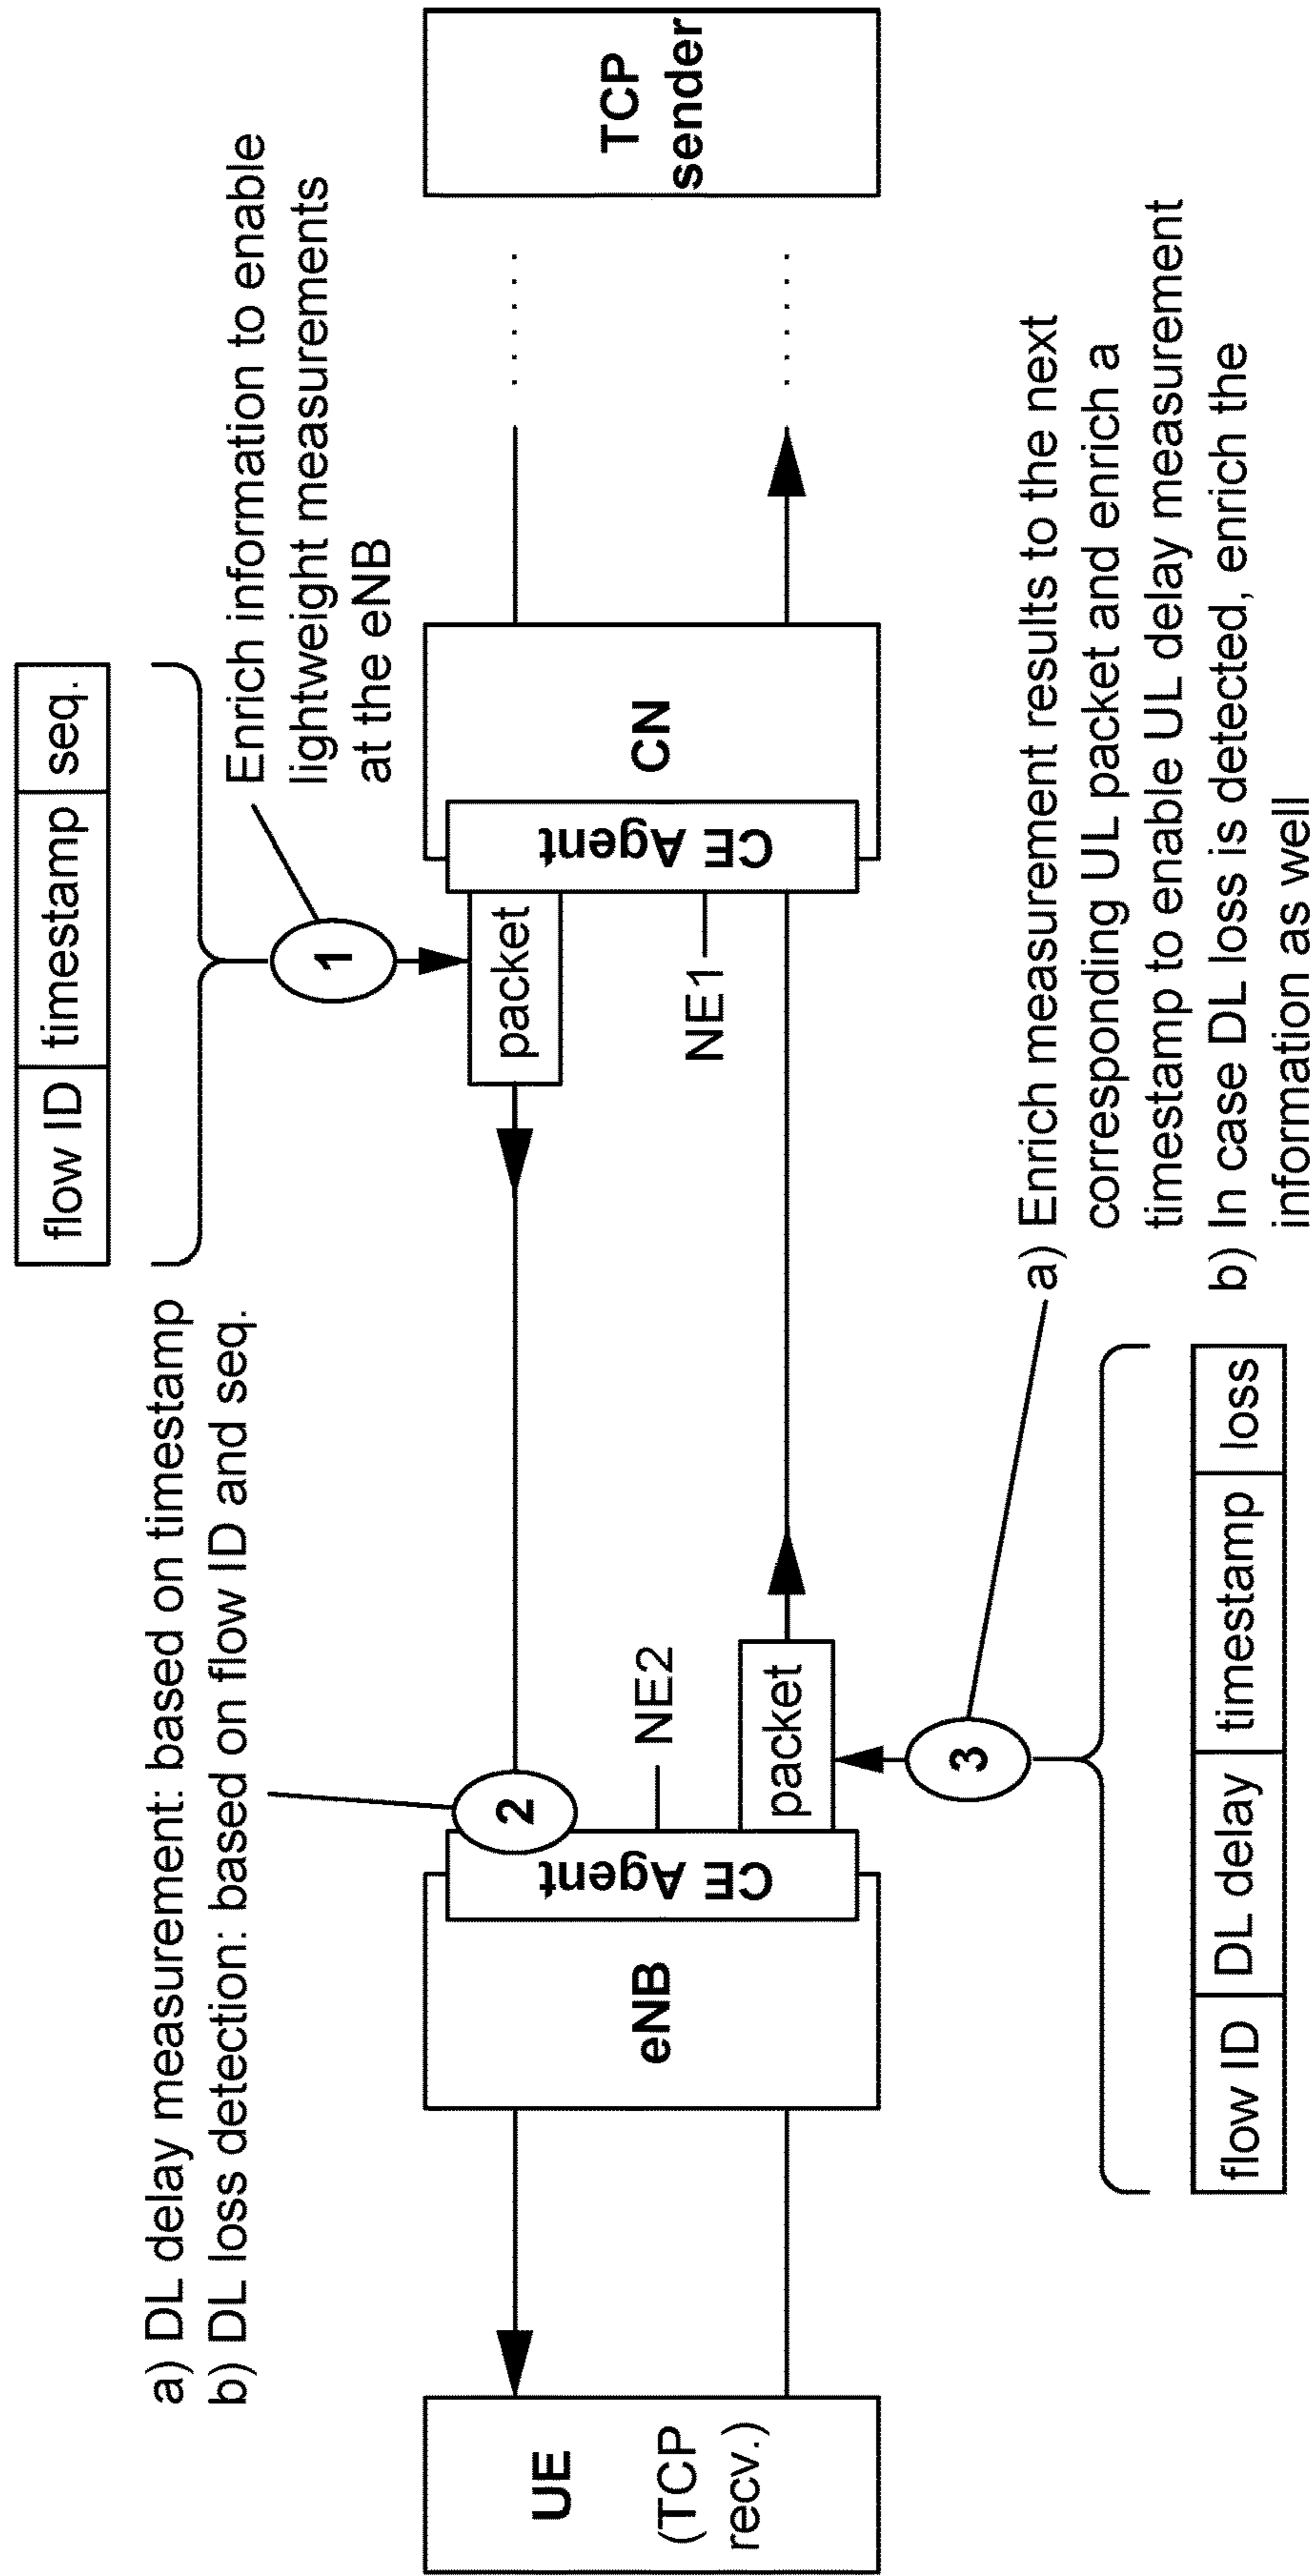 flow ID
timestamp
seq.
a) DL delay measurement: based on timestamp
b) DL loss detection: based on flow ID and seq.
Enrich information to enable
lightweight measurements
at the eNB
1
packet
2
UE
(TCP
recv.)
eNB
CE Agent
NE2
packet
NE1
CE Agent
CN
TCP
sender
3
a) Enrich measurement results to the next
corresponding UL packet and enrich a
timestamp to enable UL delay measurement
b) In case DL loss is detected, enrich the
information as well
flow ID
DL delay
timestamp
loss